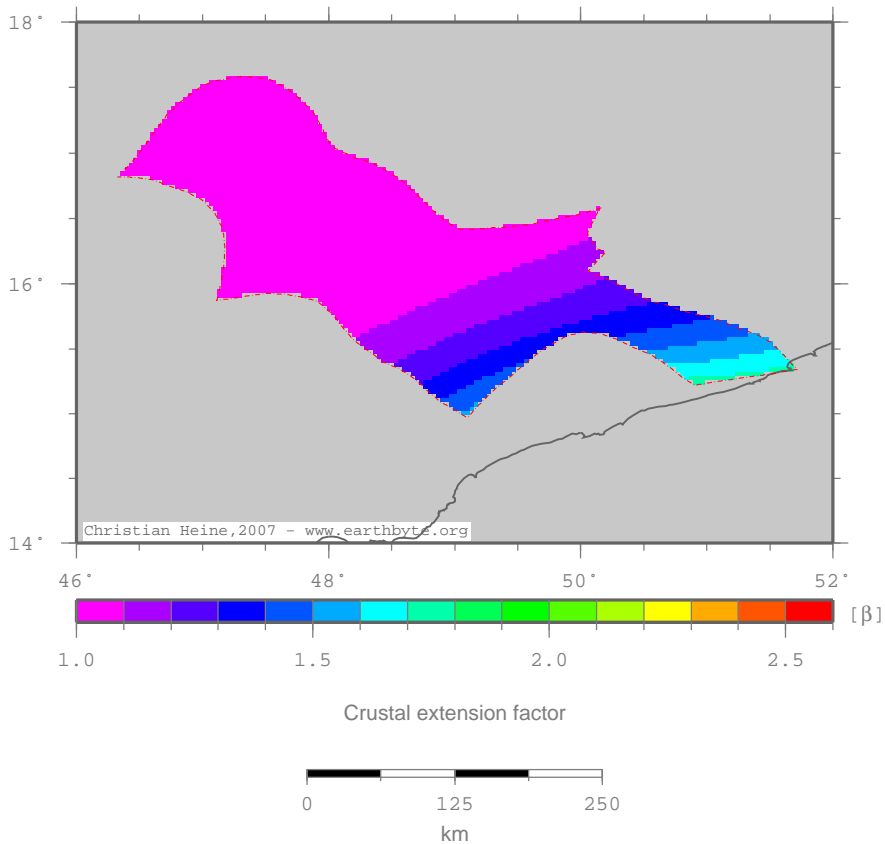 18°
16°
14°
Christian Heine,2007 - www.earthbyte.org
46° 48° 50° 52°
[β]
1.0 1.5 2.0 2.5
Crustal extension factor
0 125 250
km